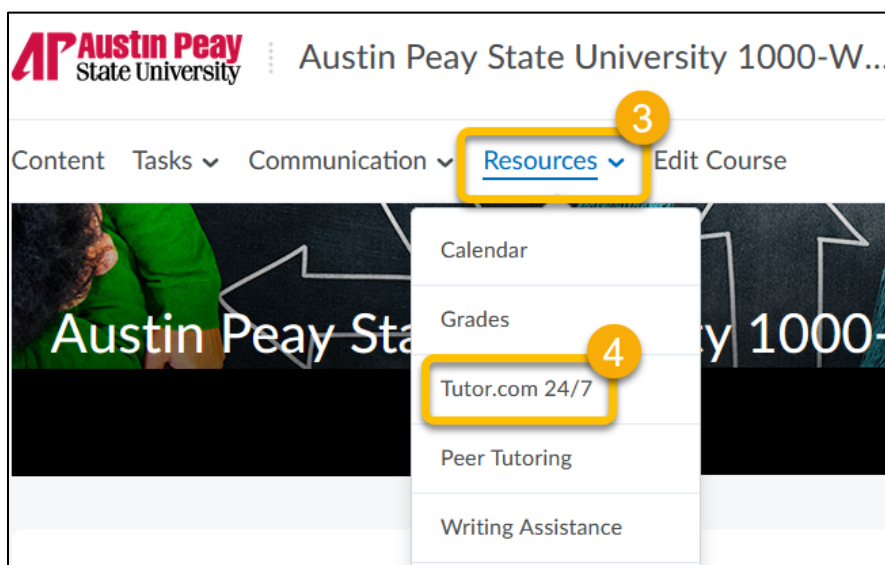 Austin Peay
State University
Austin Peay State University 1000-W...
3
Content Tasks Communication Resources Edit Course
Calendar
Grades
Austin Peay Sta y 1000-
4
Tutor.com 24/7
Peer Tutoring
Writing Assistance